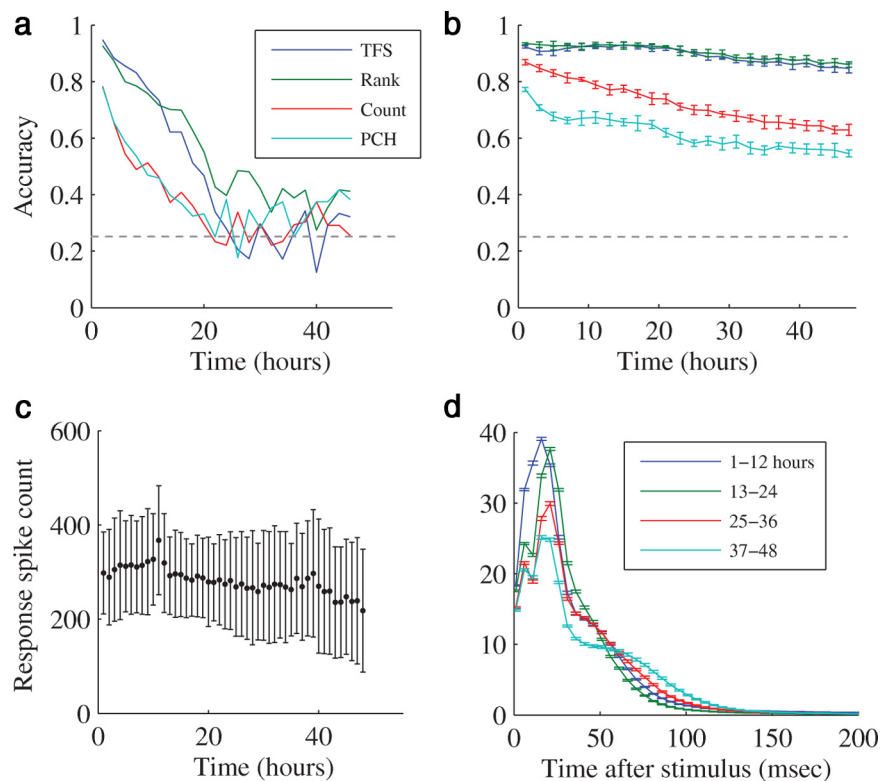 a
1
0.8
0.6
0.4
0.2
0
Accuracy
0
20
40
Time (hours)
TFS
Rank
Count
PCH
b
1
0.8
0.6
0.4
0.2
0
0
10
20
30
40
Time (hours)
c
600
400
200
0
Response spike count
0
20
40
Time (hours)
d
40
30
20
10
0
0
50
100
150
200
Time after stimulus (msec)
1–12 hours
13–24
25–36
37–48